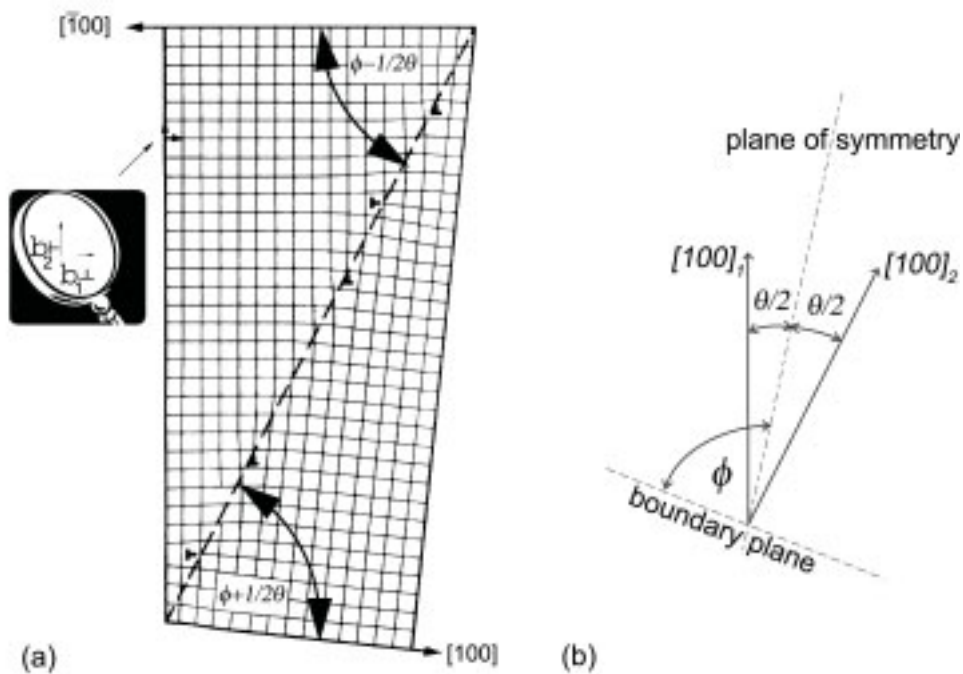 [1̄00]
ϕ−1/2θ
b₂
b₁
ϕ+1/2θ
[100]
(a)
plane of symmetry
[100]₁
[100]₂
θ/2
θ/2
ϕ
boundary plane
(b)